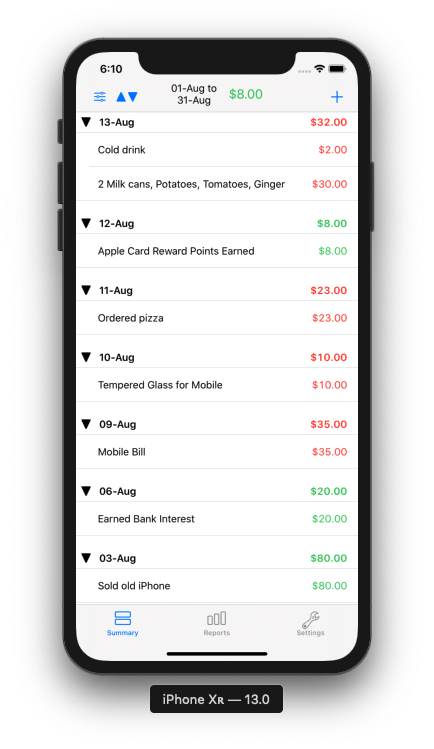 6:10
01-Aug to
31-Aug
$8.00
13-Aug $32.00
Cold drink $2.00
2 Milk cans, Potatoes, Tomatoes, Ginger $30.00
12-Aug $8.00
Apple Card Reward Points Earned $8.00
11-Aug $23.00
Ordered pizza $23.00
10-Aug $10.00
Tempered Glass for Mobile $10.00
09-Aug $35.00
Mobile Bill $35.00
06-Aug $20.00
Earned Bank Interest $20.00
03-Aug $80.00
Sold old iPhone $80.00
Summary Reports Settings
iPhone Xʀ — 13.0